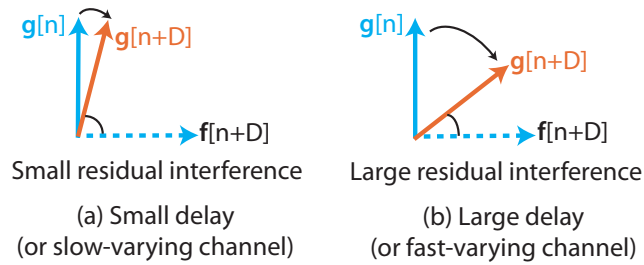 g[n]
g[n+D]
f[n+D]
Small residual interference
(a) Small delay
(or slow-varying channel)
g[n]
g[n+D]
f[n+D]
Large residual interference
(b) Large delay
(or fast-varying channel)